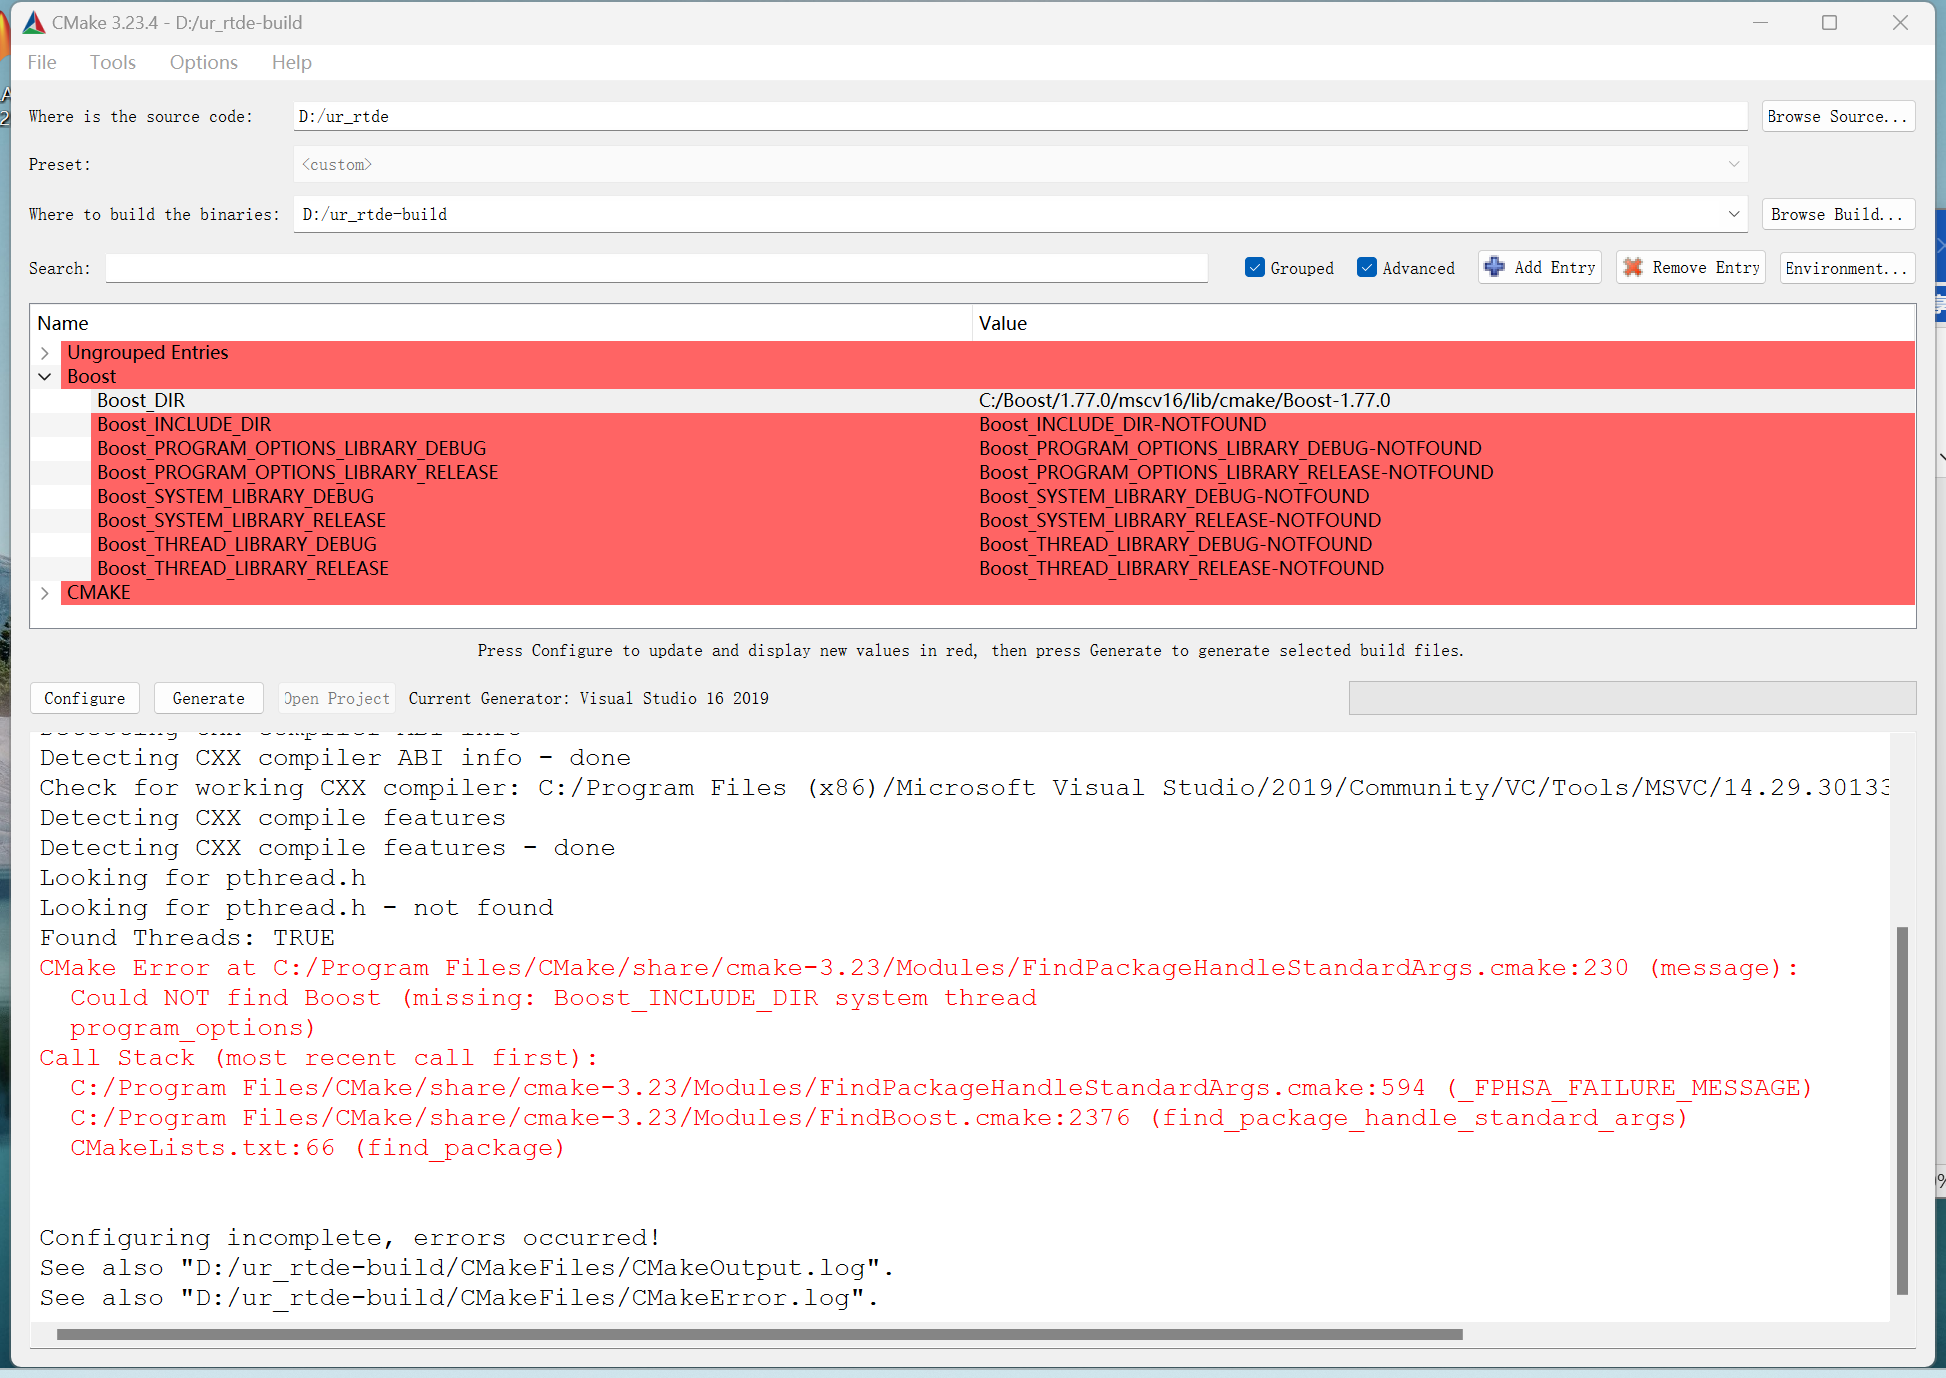 CMake 3.23.4 - D:/ur_rtde-build
File Tools Options Help
Where is the source code: D:/ur_rtde Browse Source...
Preset: <custom>
Where to build the binaries: D:/ur_rtde-build Browse Build...
Search: Grouped Advanced Add Entry Remove Entry Environment...
Name Value
Ungrouped Entries
Boost
Boost_DIR C:/Boost/1.77.0/mscv16/lib/cmake/Boost-1.77.0
Boost_INCLUDE_DIR Boost_INCLUDE_DIR-NOTFOUND
Boost_PROGRAM_OPTIONS_LIBRARY_DEBUG Boost_PROGRAM_OPTIONS_LIBRARY_DEBUG-NOTFOUND
Boost_PROGRAM_OPTIONS_LIBRARY_RELEASE Boost_PROGRAM_OPTIONS_LIBRARY_RELEASE-NOTFOUND
Boost_SYSTEM_LIBRARY_DEBUG Boost_SYSTEM_LIBRARY_DEBUG-NOTFOUND
Boost_SYSTEM_LIBRARY_RELEASE Boost_SYSTEM_LIBRARY_RELEASE-NOTFOUND
Boost_THREAD_LIBRARY_DEBUG Boost_THREAD_LIBRARY_DEBUG-NOTFOUND
Boost_THREAD_LIBRARY_RELEASE Boost_THREAD_LIBRARY_RELEASE-NOTFOUND
CMAKE
Press Configure to update and display new values in red, then press Generate to generate selected build files.
Configure Generate Open Project Current Generator: Visual Studio 16 2019
Detecting CXX compiler ABI info
Detecting CXX compiler ABI info - done
Check for working CXX compiler: C:/Program Files (x86)/Microsoft Visual Studio/2019/Community/VC/Tools/MSVC/14.29.30133
Detecting CXX compile features
Detecting CXX compile features - done
Looking for pthread.h
Looking for pthread.h - not found
Found Threads: TRUE
CMake Error at C:/Program Files/CMake/share/cmake-3.23/Modules/FindPackageHandleStandardArgs.cmake:230 (message):
Could NOT find Boost (missing: Boost_INCLUDE_DIR system thread
program_options)
Call Stack (most recent call first):
C:/Program Files/CMake/share/cmake-3.23/Modules/FindPackageHandleStandardArgs.cmake:594 (_FPHSA_FAILURE_MESSAGE)
C:/Program Files/CMake/share/cmake-3.23/Modules/FindBoost.cmake:2376 (find_package_handle_standard_args)
CMakeLists.txt:66 (find_package)
Configuring incomplete, errors occurred!
See also "D:/ur_rtde-build/CMakeFiles/CMakeOutput.log".
See also "D:/ur_rtde-build/CMakeFiles/CMakeError.log".